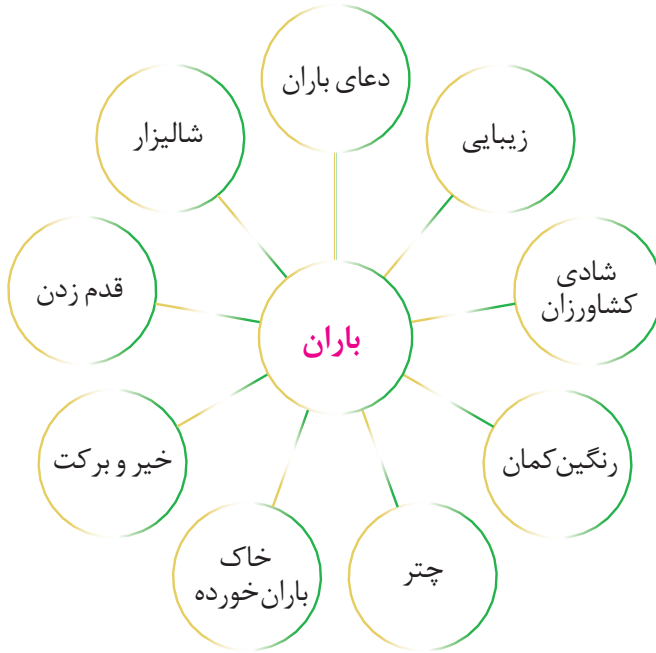 دعای باران
زیبایی
شالیزار
شادی
کشاورزان
قدم زدن
باران
رنگین‌کمان
خیر و برکت
چتر
خاک
باران‌خورده